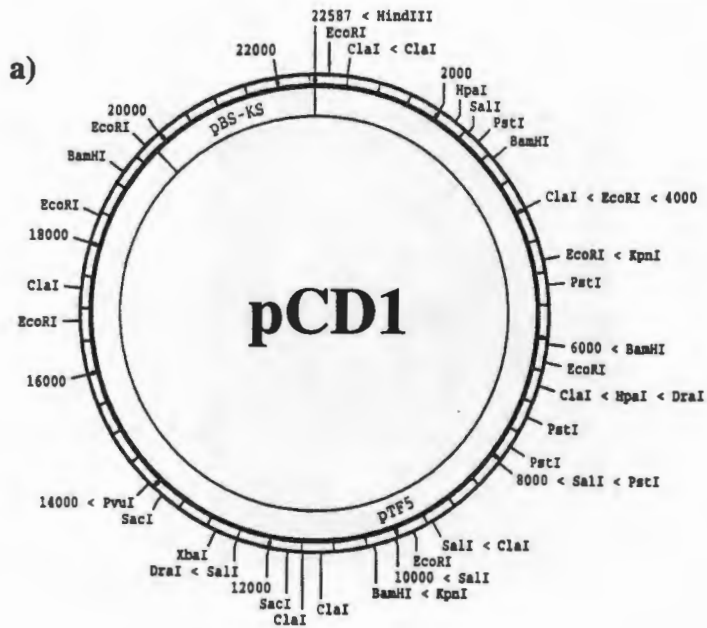 a)
22587 < HindIII
EcoRI
ClaI < ClaI
2000
HpaI
SalI
PstI
BamHI
ClaI < EcoRI < 4000
EcoRI < KpnI
PstI
6000 < BamHI
EcoRI
ClaI < HpaI < DraI
PstI
PstI
8000 < SalI < PstI
SalI < ClaI
EcoRI
10000 < SalI
BamHI < KpnI
ClaI
ClaI
SacI
12000
DraI < SalI
XbaI
SacI
14000 < PvuI
16000
EcoRI
ClaI
18000
EcoRI
BamHI
EcoRI
20000
22000
pBS-KS
pCD1
pTF5